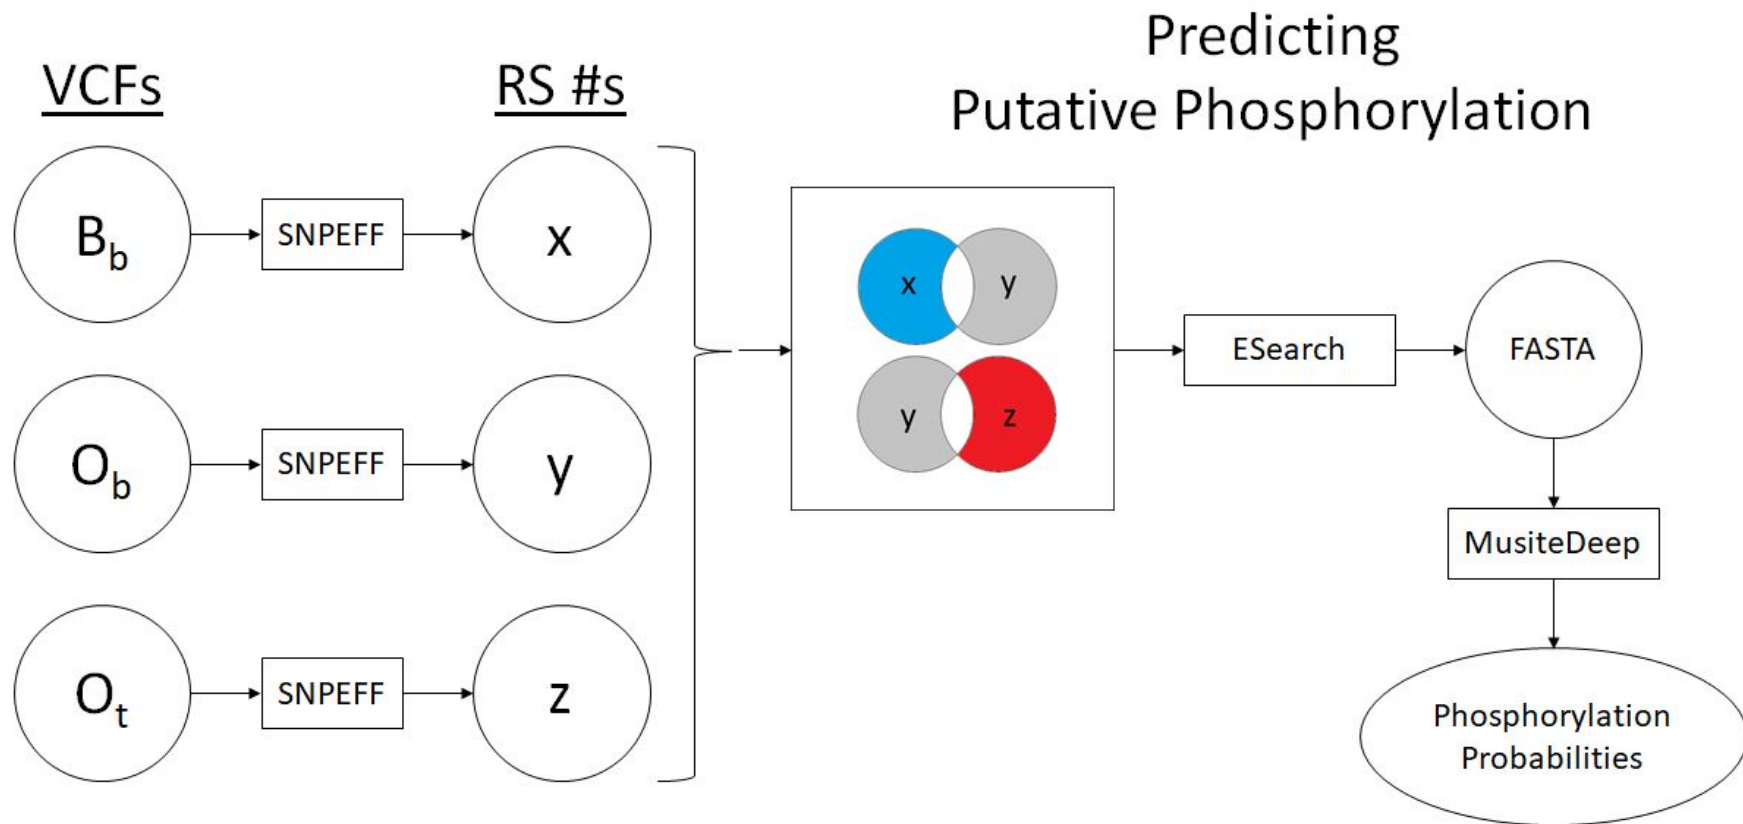 Predicting
Putative Phosphorylation
VCFs
RS #s
Bb
SNPEFF
x
Ob
SNPEFF
y
Ot
SNPEFF
z
x
y
y
z
ESearch
FASTA
MusiteDeep
Phosphorylation
Probabilities